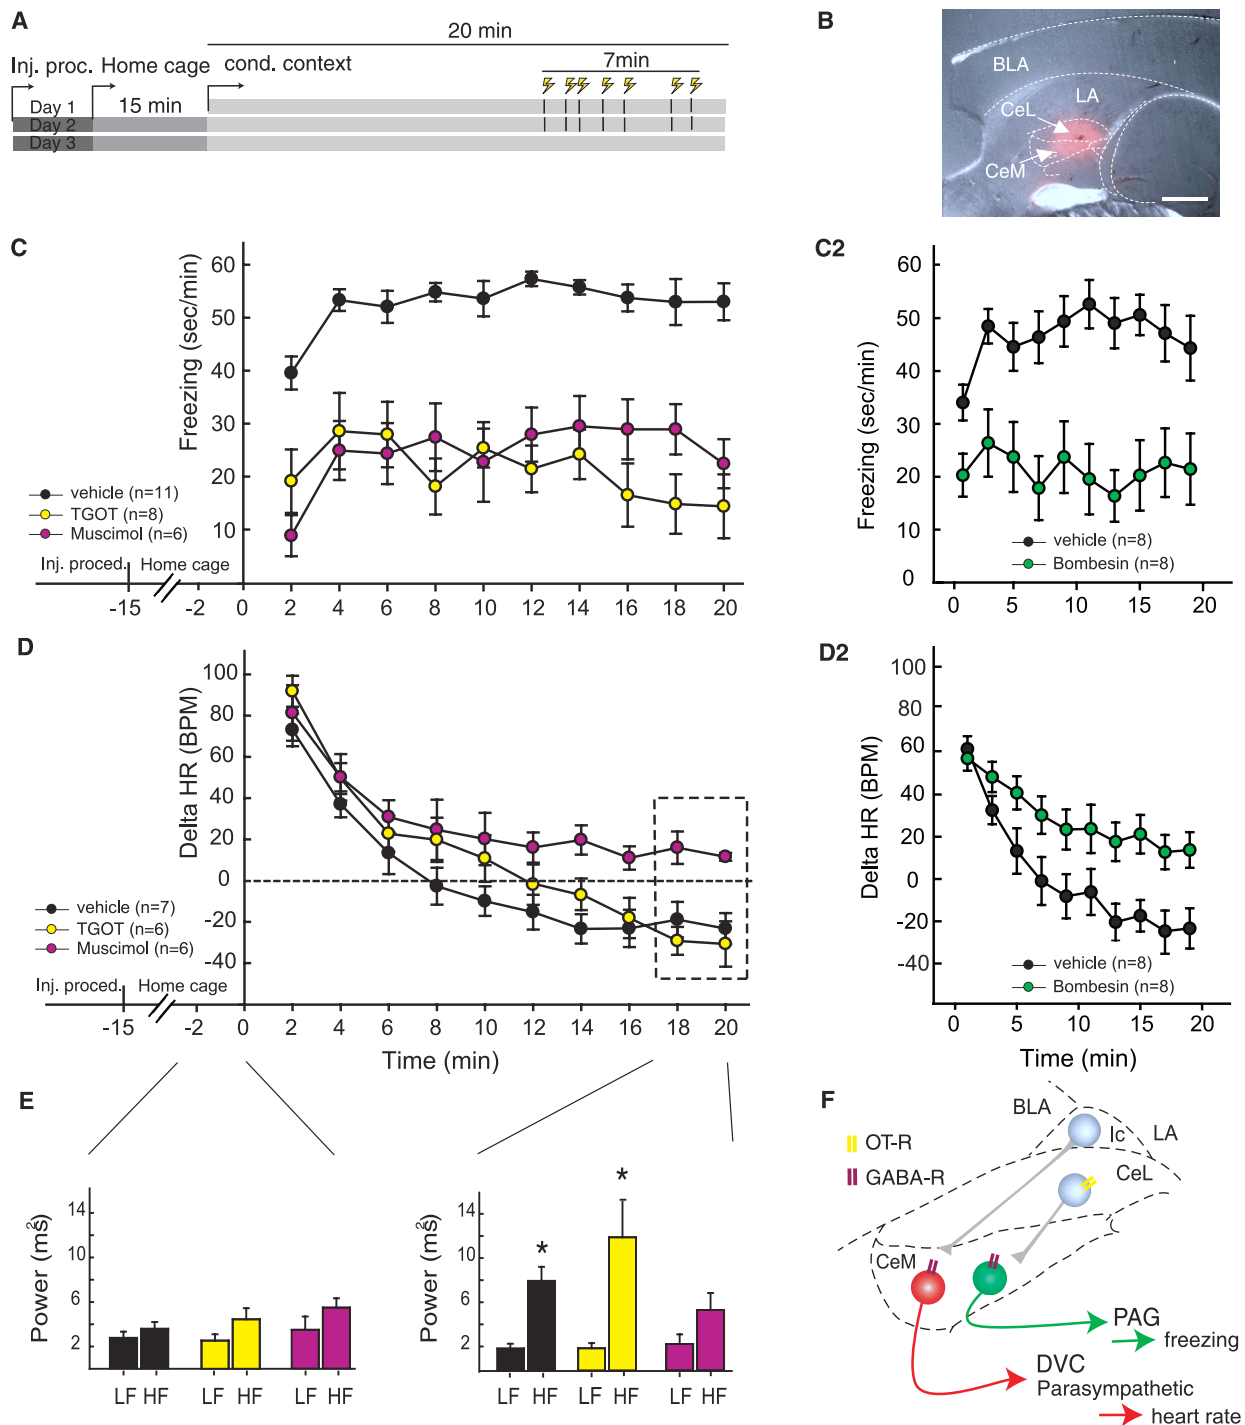 A
20 min
Inj. proc.
Home cage
cond. context
7min
Day 1
15 min
Day 2
Day 3
B
BLA
LA
CeL
CeM
C
Freezing (sec/min)
60
50
40
30
20
10
vehicle (n=11)
TGOT (n=8)
Muscimol (n=6)
Inj. proced.
Home cage
-15
-2
0
2
4
6
8
10
12
14
16
18
20
C2
Freezing (sec/min)
60
50
40
30
20
10
0
vehicle (n=8)
Bombesin (n=8)
0
5
10
15
20
D
Delta HR (BPM)
100
80
60
40
20
0
-20
-40
vehicle (n=7)
TGOT (n=6)
Muscimol (n=6)
Inj. proced.
Home cage
-15
-2
0
2
4
6
8
10
12
14
16
18
20
Time (min)
D2
Delta HR (BPM)
100
80
60
40
20
0
-20
-40
vehicle (n=8)
Bombesin (n=8)
0
5
10
15
20
Time (min)
E
Power (ms²)
14
10
6
2
LF
HF
LF
HF
LF
HF
Power (ms²)
14
10
6
2
*
*
LF
HF
LF
HF
LF
HF
F
OT-R
GABA-R
BLA
Ic
LA
CeL
CeM
PAG
freezing
DVC
Parasympathetic
heart rate